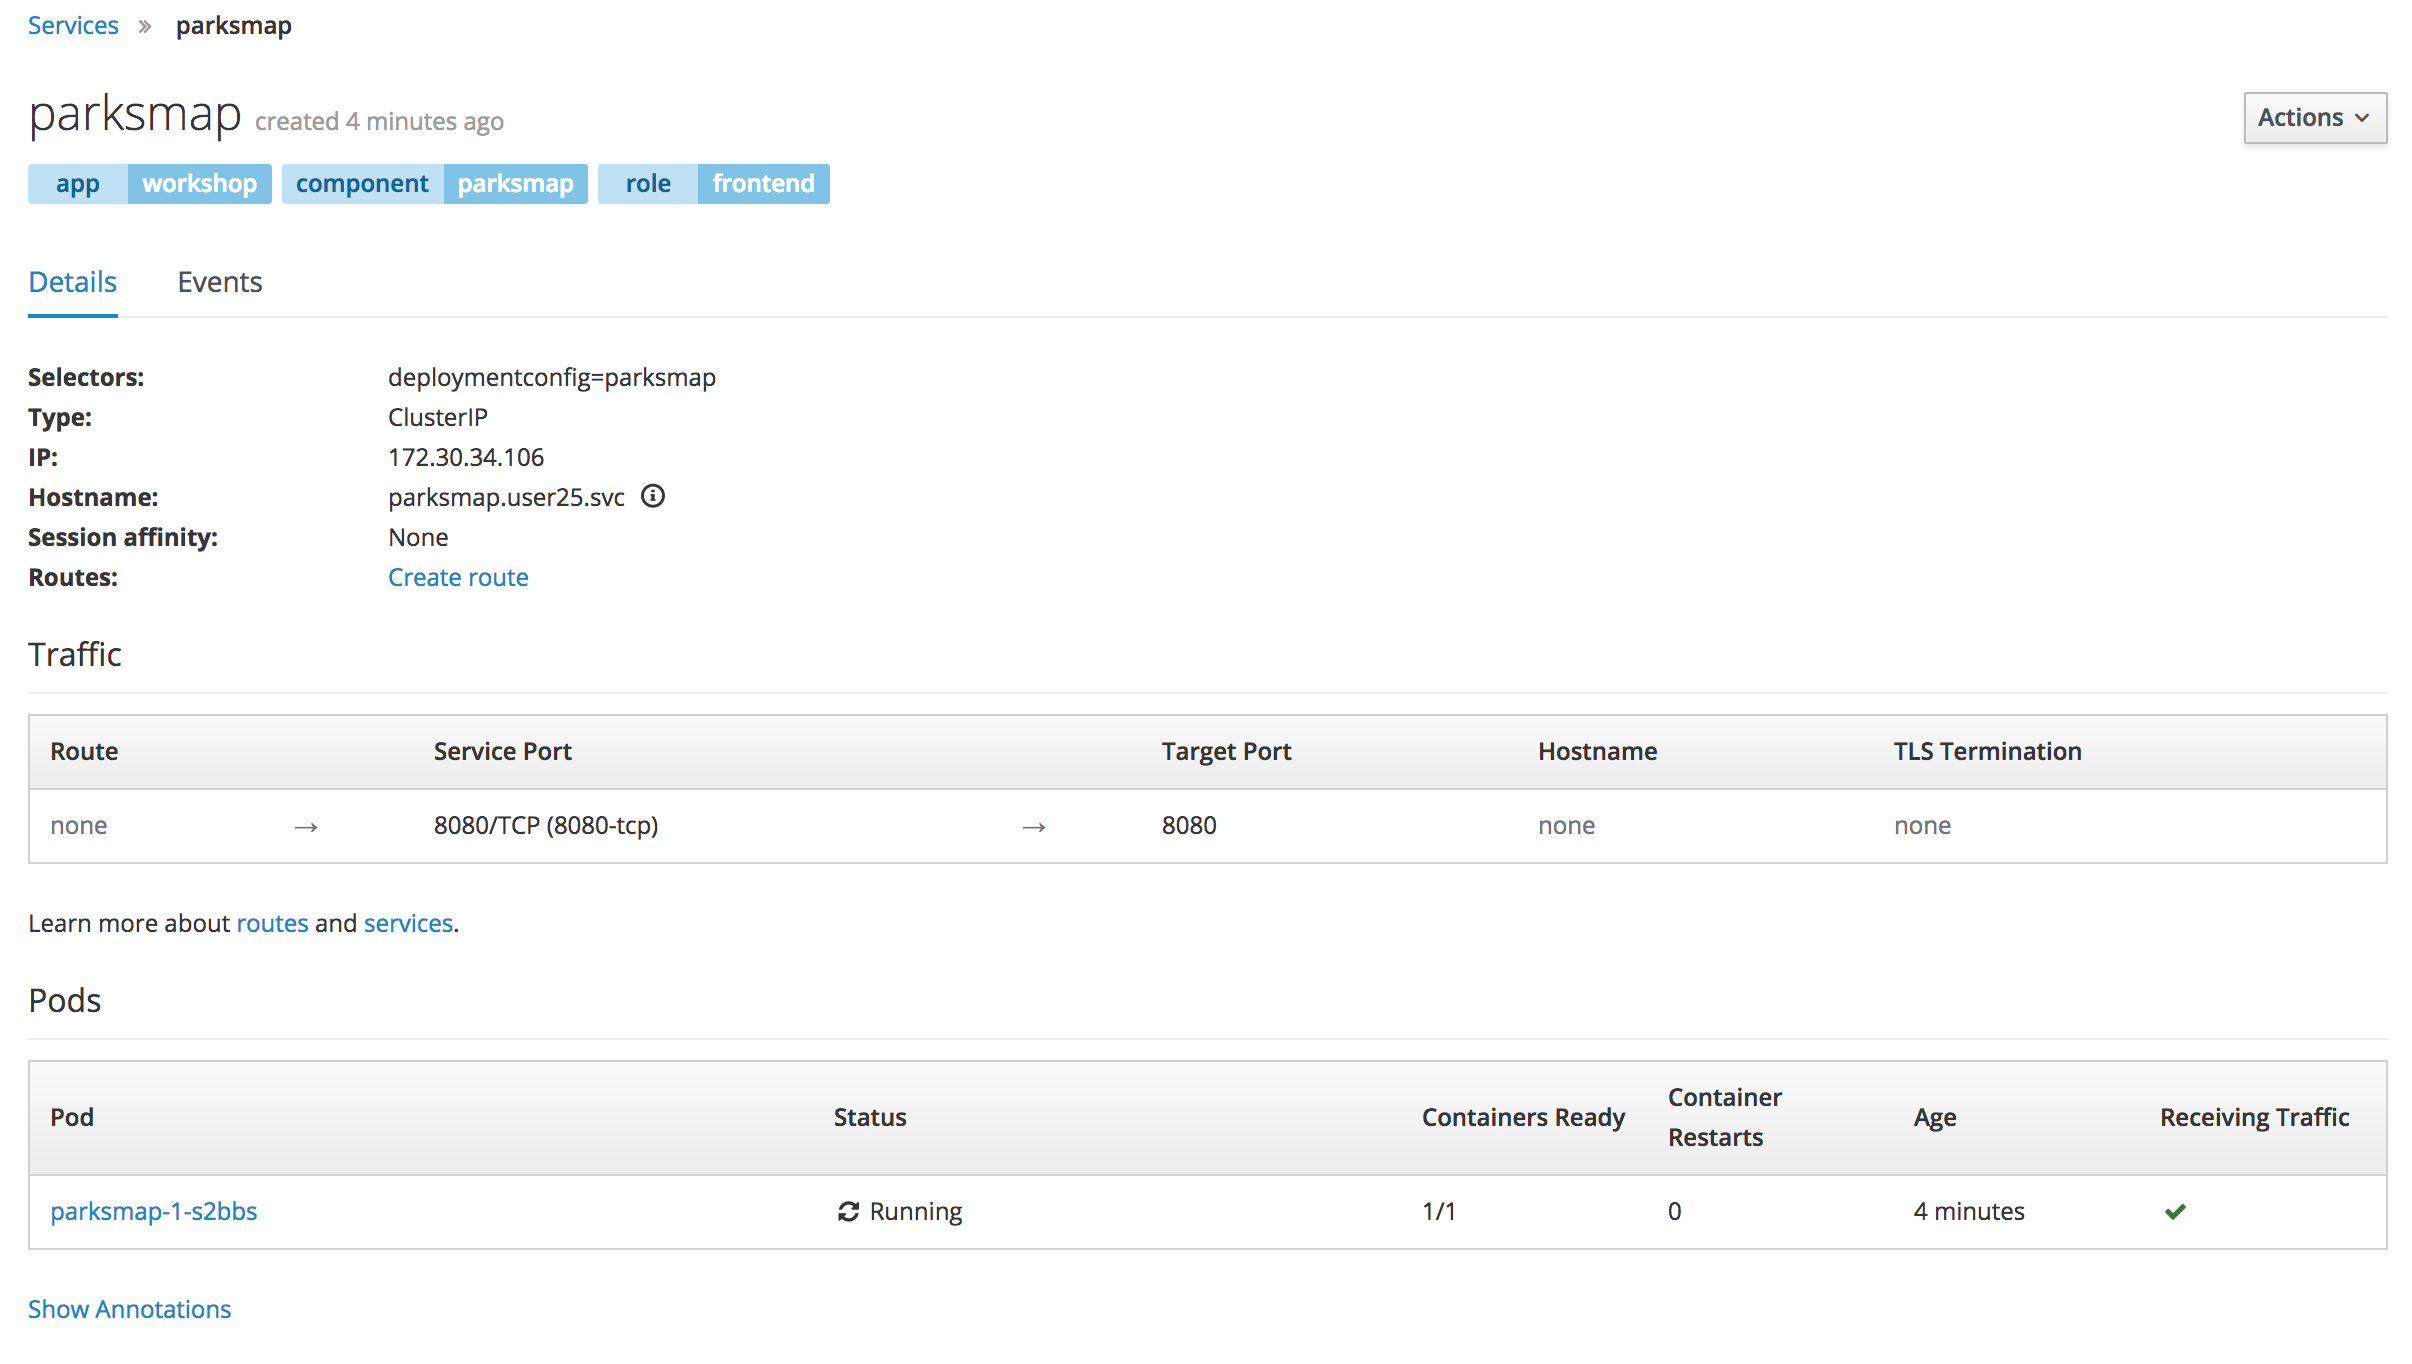 Services » parksmap
parksmap created 4 minutes ago
Actions
app workshop component parksmap role frontend
Details Events
Selectors: deploymentconfig=parksmap
Type: ClusterIP
IP: 172.30.34.106
Hostname: parksmap.user25.svc
Session affinity: None
Routes: Create route
Traffic
Route Service Port Target Port Hostname TLS Termination
none → 8080/TCP (8080-tcp) → 8080 none none
Learn more about routes and services.
Pods
Pod Status Containers Ready Container Restarts Age Receiving Traffic
parksmap-1-s2bbs Running 1/1 0 4 minutes
Show Annotations